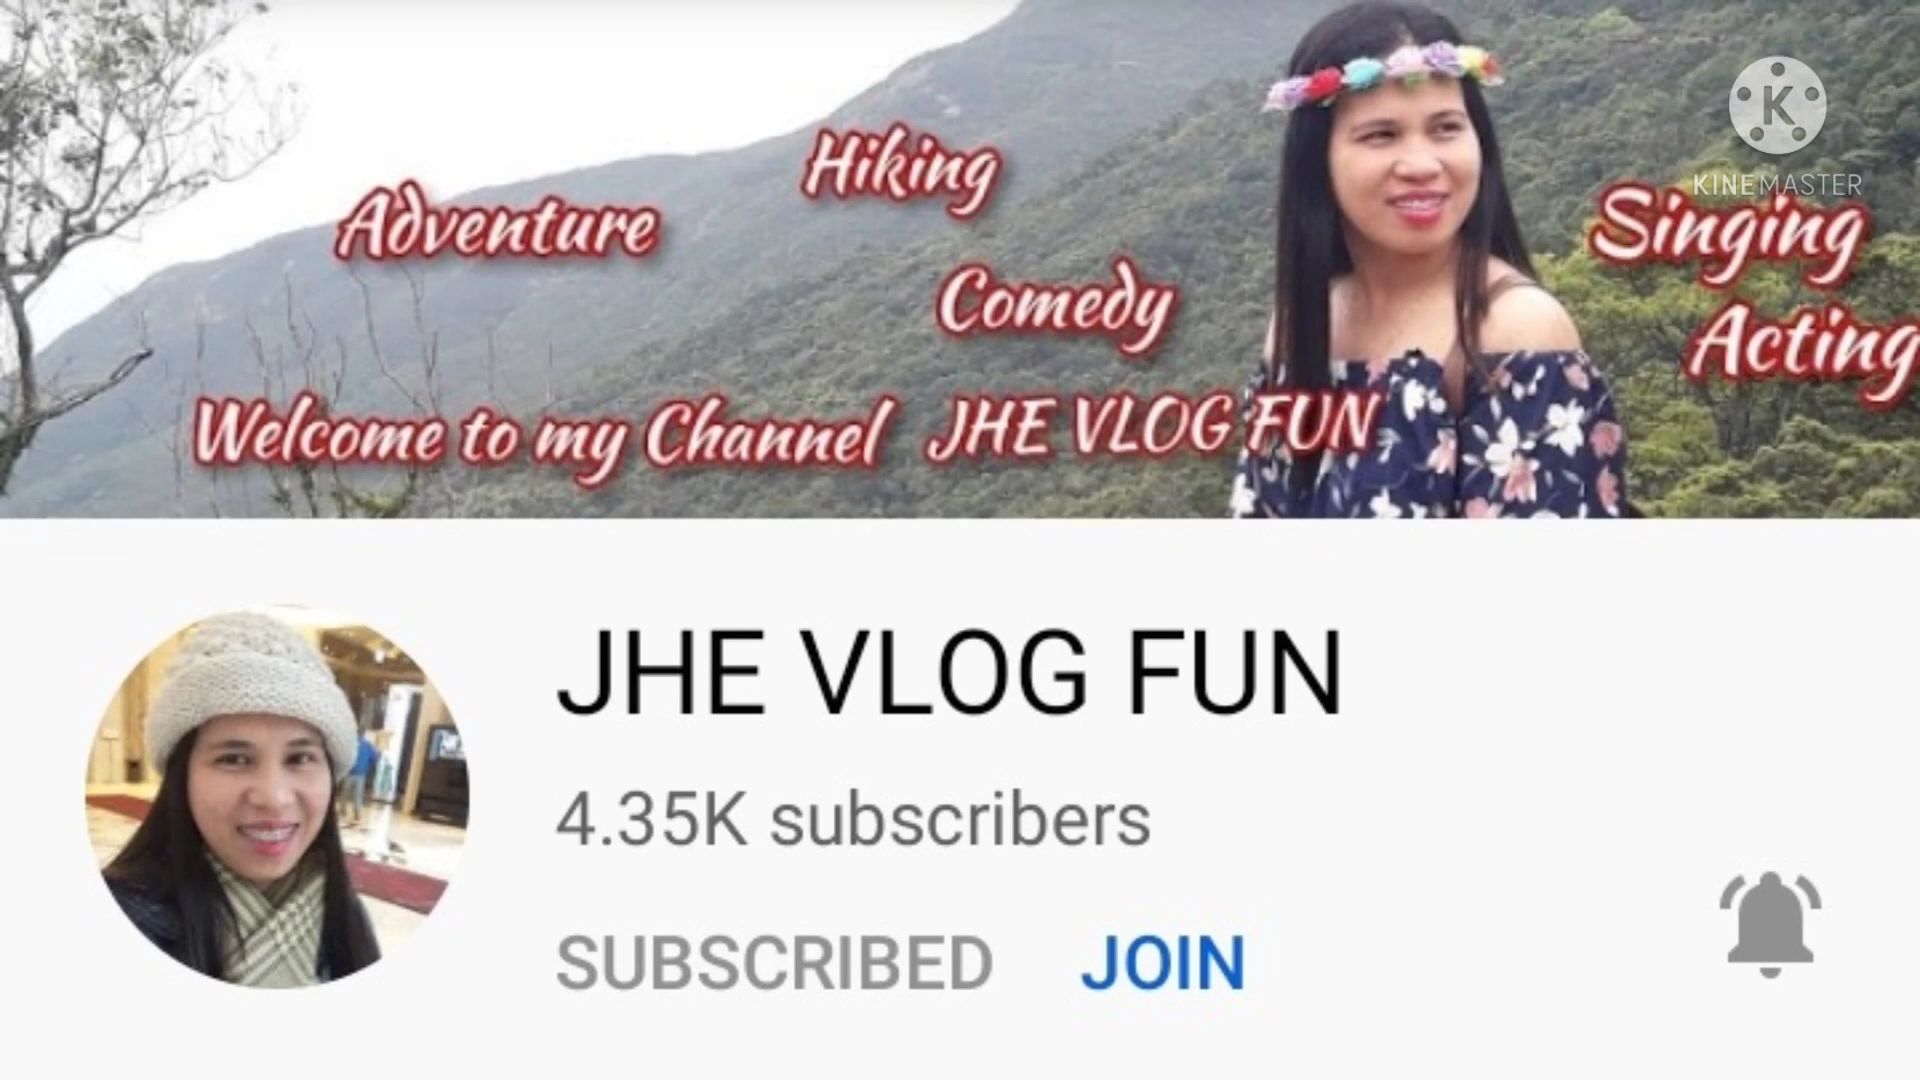 Hiking
KINEMASTER
Adventure
Singing
Comedy
Acting
Welcome to my Channel JHE VLOG FUN
JHE VLOG FUN
4.35K subscribers
SUBSCRIBED JOIN